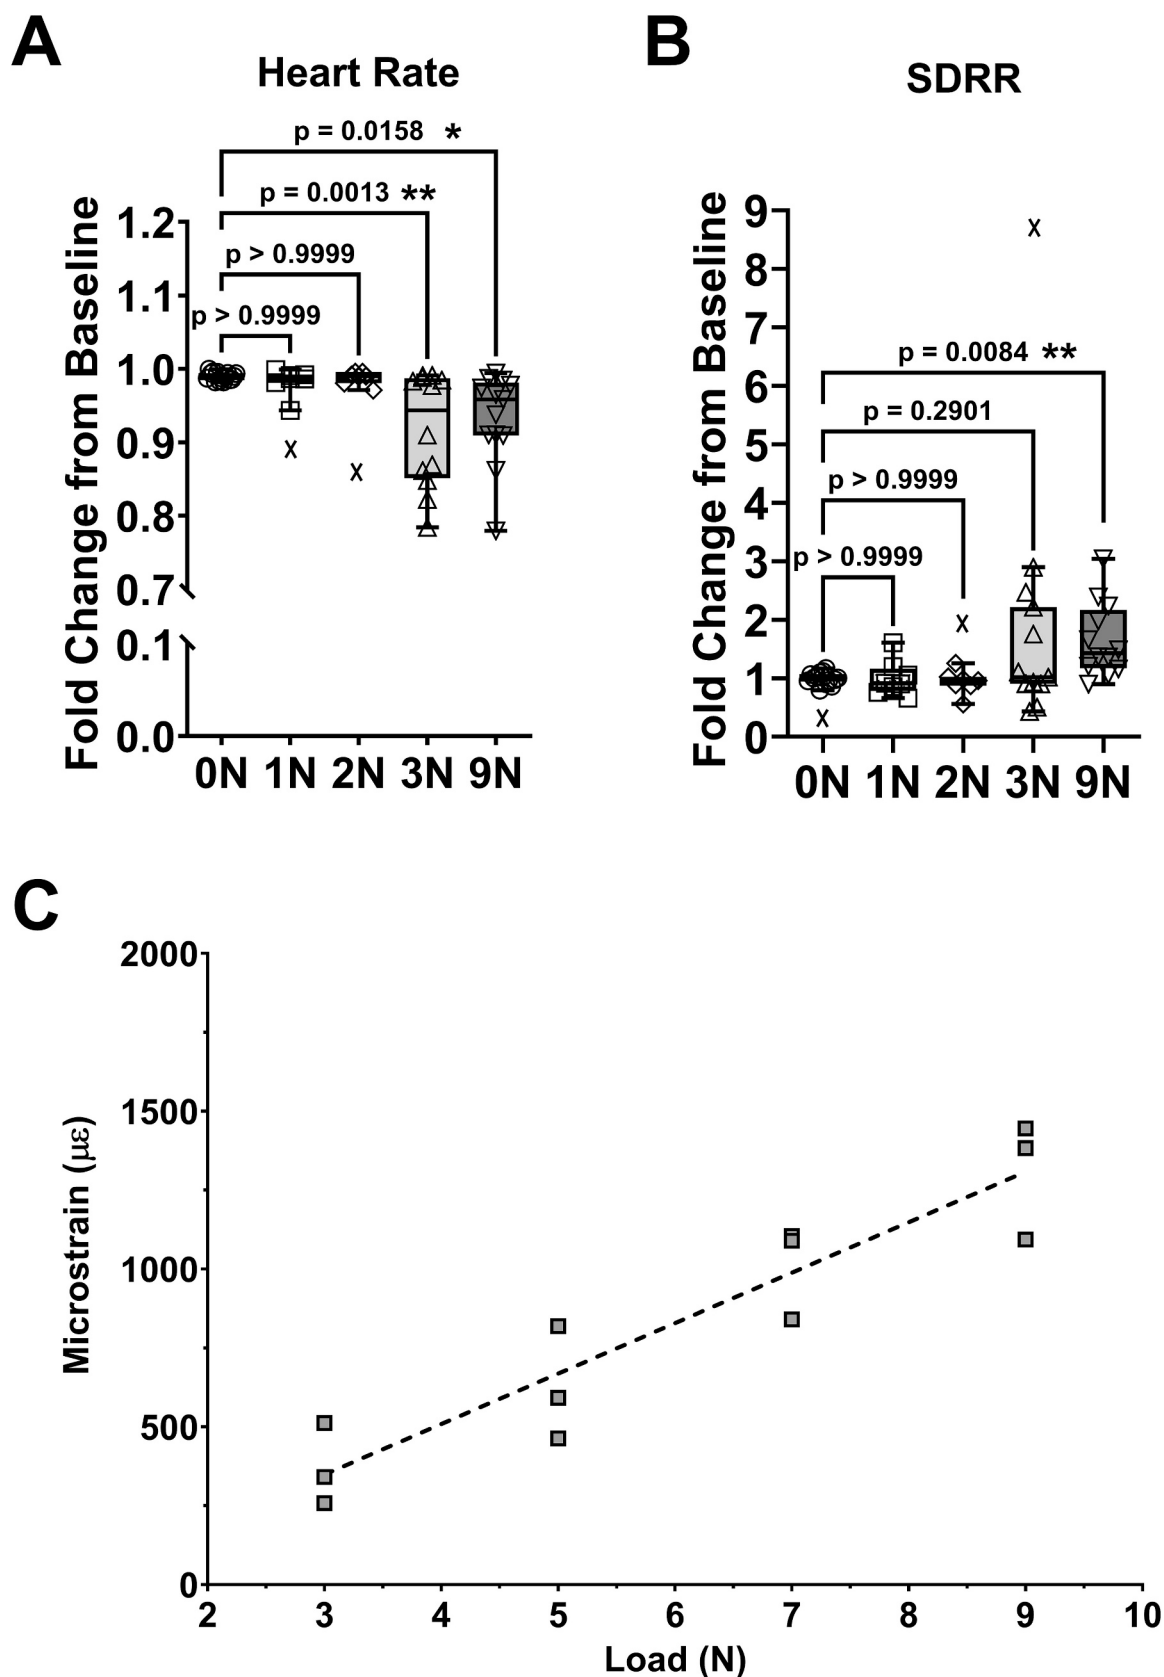 A
Heart Rate
p = 0.0158 *
p = 0.0013 **
p > 0.9999
p > 0.9999
Fold Change from Baseline
1.2
1.1
1.0
0.9
0.8
0.7
0.1
0.0
0N 1N 2N 3N 9N
B
SDRR
p = 0.0084 **
p = 0.2901
p > 0.9999
p > 0.9999
Fold Change from Baseline
9
8
7
6
5
4
3
2
1
0
0N 1N 2N 3N 9N
C
Microstrain (με)
2000
1500
1000
500
0
2 3 4 5 6 7 8 9 10
Load (N)